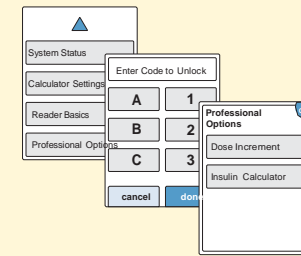 System Status
Calculator Settings
Reader Basics
Professional Options
Enter Code to Unlock
A 1
B 2
C 3
cancel done
Professional
Options
Dose Increment
Insulin Calculator